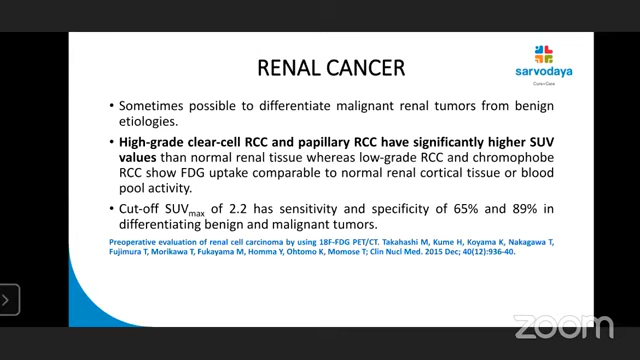 RENAL CANCER
sarvodaya
Cure+Care
• Sometimes possible to differentiate malignant renal tumors from benign
etiologies.
• High-grade clear-cell RCC and papillary RCC have significantly higher SUV
values than normal renal tissue whereas low-grade RCC and chromophobe
RCC show FDG uptake comparable to normal renal cortical tissue or blood
pool activity.
• Cut-off SUVmax of 2.2 has sensitivity and specificity of 65% and 89% in
differentiating benign and malignant tumors.
Preoperative evaluation of renal cell carcinoma by using 18F-FDG PET/CT. Takahashi M, Kume H, Koyama K, Nakagawa T,
Fujimura T, Morikawa T, Fukayama M, Homma Y, Ohtomo K, Momose T; Clin Nucl Med. 2015 Dec; 40(12):936-40.
zoom